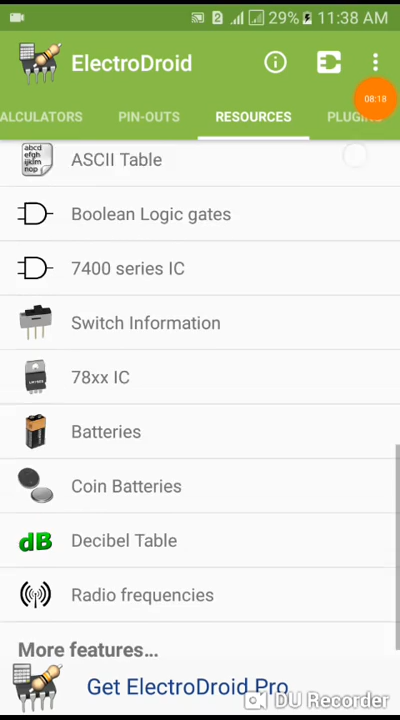 2 29% 11:38 AM
ElectroDroid
08:18
ALCULATORS PIN-OUTS RESOURCES PLUGIN
abcd
efgh
ijklm
nop
ASCII Table
Boolean Logic gates
7400 series IC
Switch Information
78xx IC
Batteries
Coin Batteries
dB Decibel Table
Radio frequencies
More features...
Get ElectroDroid Pro
DU Recorder